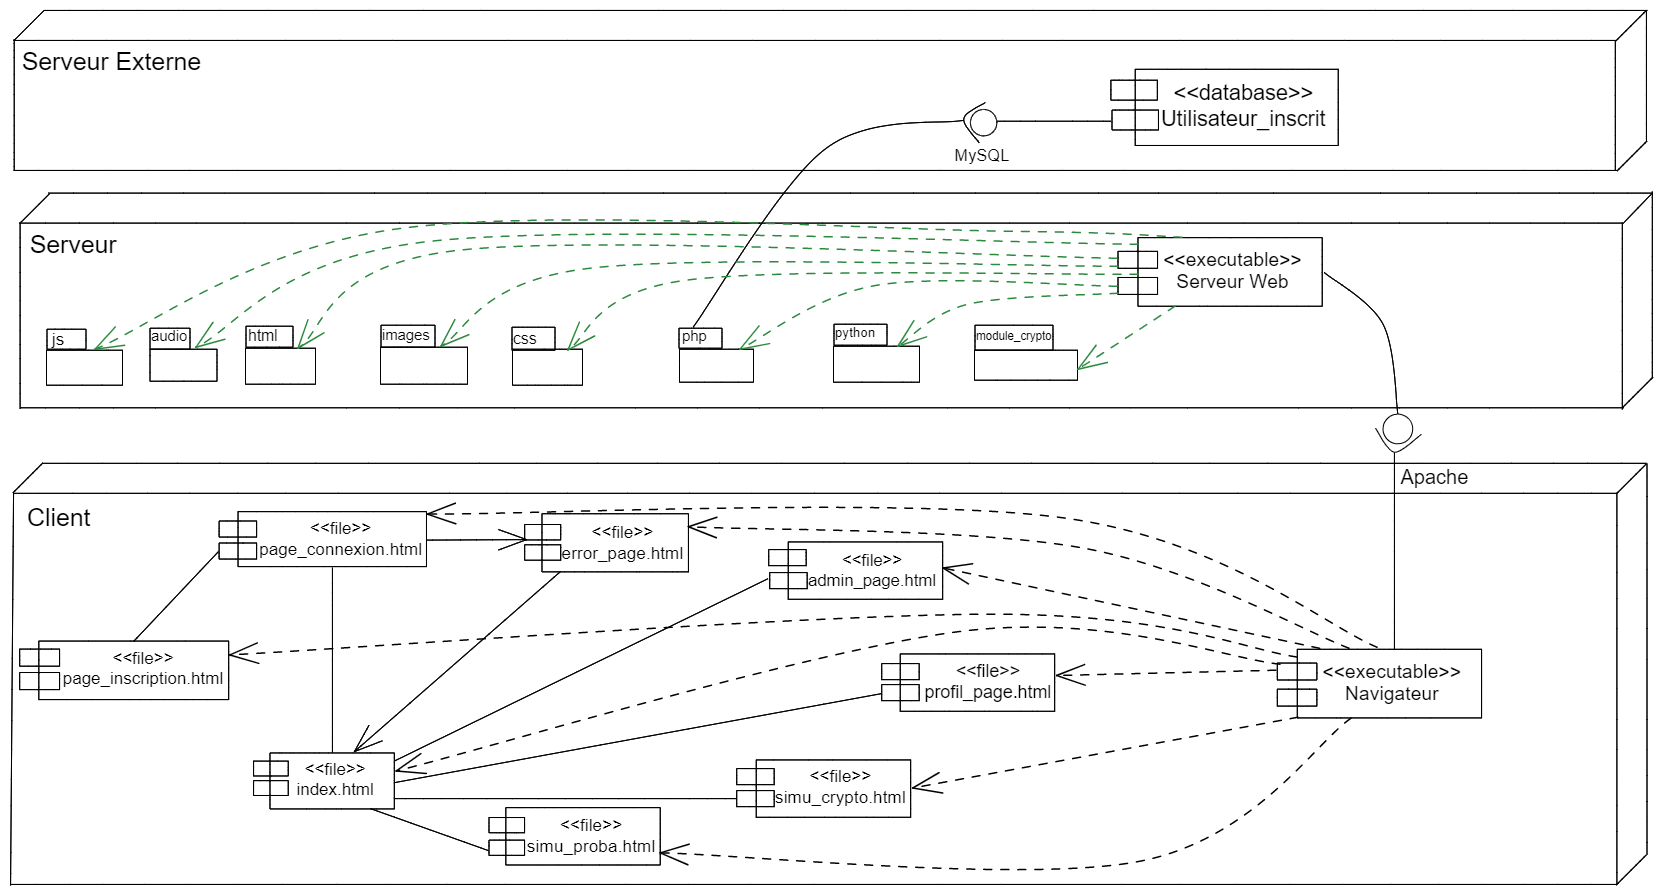 Serveur Externe
<<database>>
Utilisateur_inscrit
MySQL
Serveur
<<executable>>
Serveur Web
js
audio
html
images
css
php
python
module_crypto
Apache
Client
<<file>>
page_connexion.html
<<file>>
error_page.html
<<file>>
admin_page.html
<<file>>
page_inscription.html
<<file>>
profil_page.html
<<executable>>
Navigateur
<<file>>
index.html
<<file>>
simu_crypto.html
<<file>>
simu_proba.html